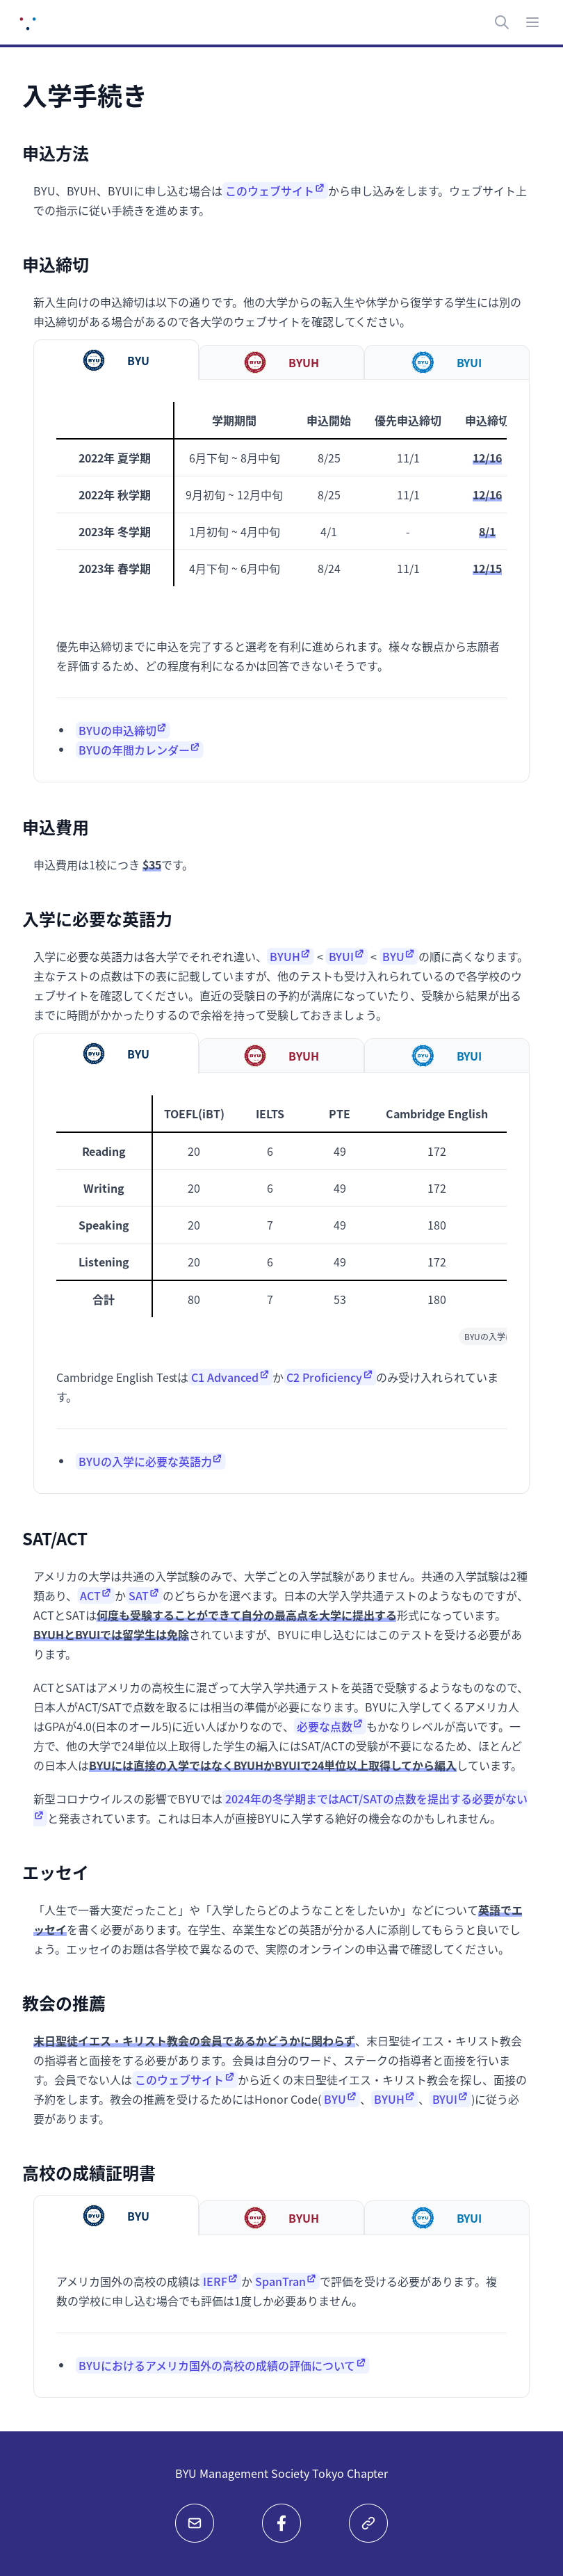 入学手続き
申込方法
BYU、BYUH、BYUIに申し込む場合は このウェブサイト から申し込みをします。ウェブサイト上
での指示に従い手続きを進めます。
申込締切
新入生向けの申込締切は以下の通りです。他の大学からの転入生や休学から復学する学生には別の
申込締切がある場合があるので各大学のウェブサイトを確認してください。
BYU BYUH BYUI
学期期間 申込開始 優先申込締切 申込締切
2022年 夏学期 6月下旬 ~ 8月中旬 8/25 11/1 12/16
2022年 秋学期 9月初旬 ~ 12月中旬 8/25 11/1 12/16
2023年 冬学期 1月初旬 ~ 4月中旬 4/1 - 8/1
2023年 春学期 4月下旬 ~ 6月中旬 8/24 11/1 12/15
優先申込締切までに申込を完了すると選考を有利に進められます。様々な観点から志願者
を評価するため、どの程度有利になるかは回答できないそうです。
• BYUの申込締切
• BYUの年間カレンダー
申込費用
申込費用は1校につき $35です。
入学に必要な英語力
入学に必要な英語力は各大学でそれぞれ違い、 BYUH < BYUI < BYU の順に高くなります。
主なテストの点数は下の表に記載していますが、他のテストも受け入れられているので各学校のウ
ェブサイトを確認してください。直近の受験日の予約が満席になっていたり、受験から結果が出る
までに時間がかかったりするので余裕を持って受験しておきましょう。
BYU BYUH BYUI
TOEFL(iBT) IELTS PTE Cambridge English
Reading 20 6 49 172
Writing 20 6 49 172
Speaking 20 7 49 180
Listening 20 6 49 172
合計 80 7 53 180
BYUの入学
Cambridge English Testは C1 Advanced か C2 Proficiency のみ受け入れられていま
す。
• BYUの入学に必要な英語力
SAT/ACT
アメリカの大学は共通の入学試験のみで、大学ごとの入学試験がありません。共通の入学試験は2種
類あり、 ACT か SAT のどちらかを選べます。日本の大学入学共通テストのようなものですが、
ACTとSATは何度も受験することができて自分の最高点を大学に提出する形式になっています。
BYUHとBYUIでは留学生は免除されていますが、BYUに申し込むにはこのテストを受ける必要があ
ります。
ACTとSATはアメリカの高校生に混ざって大学入学共通テストを英語で受験するようなものなので、
日本人がACT/SATで点数を取るには相当の準備が必要になります。BYUに入学してくるアメリカ人
はGPAが4.0(日本のオール5)に近い人ばかりなので、 必要な点数 もかなりレベルが高いです。一
方で、他の大学で24単位以上取得した学生の編入にはSAT/ACTの受験が不要になるため、ほとんど
の日本人はBYUには直接の入学ではなくBYUHかBYUIで24単位以上取得してから編入しています。
新型コロナウイルスの影響でBYUでは 2024年の冬学期まではACT/SATの点数を提出する必要がない
と発表されています。これは日本人が直接BYUに入学する絶好の機会なのかもしれません。
エッセイ
「人生で一番大変だったこと」や「入学したらどのようなことをしたいか」などについて英語でエ
ッセイを書く必要があります。在学生、卒業生などの英語が分かる人に添削してもらうと良いでし
ょう。エッセイのお題は各学校で異なるので、実際のオンラインの申込書で確認してください。
教会の推薦
末日聖徒イエス・キリスト教会の会員であるかどうかに関わらず、末日聖徒イエス・キリスト教会
の指導者と面接をする必要があります。会員は自分のワード、ステークの指導者と面接を行いま
す。会員でない人は このウェブサイト から近くの末日聖徒イエス・キリスト教会を探し、面接の
予約をします。教会の推薦を受けるためにはHonor Code( BYU 、 BYUH 、 BYUI )に従う必
要があります。
高校の成績証明書
BYU BYUH BYUI
アメリカ国外の高校の成績は IERF か SpanTran で評価を受ける必要があります。複
数の学校に申し込む場合でも評価は1度しか必要ありません。
• BYUにおけるアメリカ国外の高校の成績の評価について
BYU Management Society Tokyo Chapter